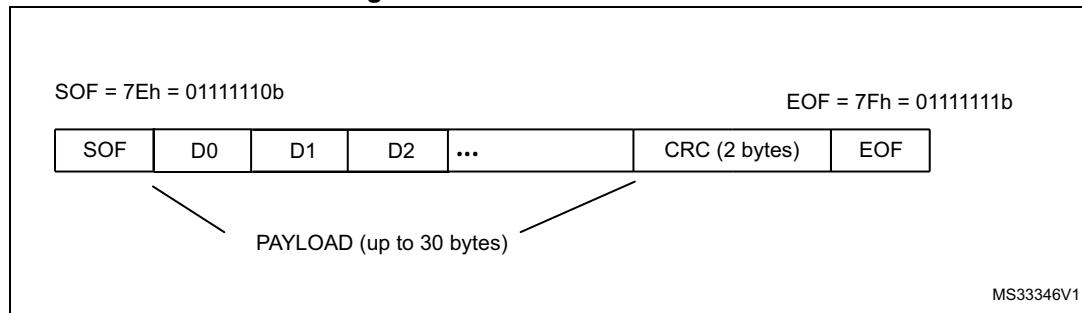 SOF = 7Eh = 01111110b
EOF = 7Fh = 01111111b
SOF D0 D1 D2 ... CRC (2 bytes) EOF
PAYLOAD (up to 30 bytes)
MS33346V1